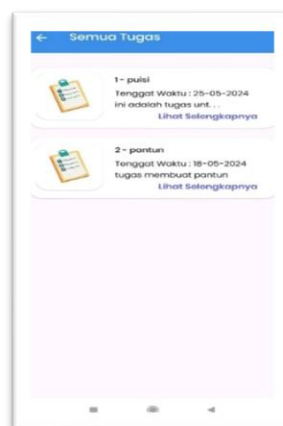 ← Semua Tugas
1 - puisi
Tenggat Waktu : 25-05-2024
ini adalah tugas unt...
Lihat Selengkapnya
2 - pantun
Tenggat Waktu : 18-05-2024
tugas membuat pantun
Lihat Selengkapnya